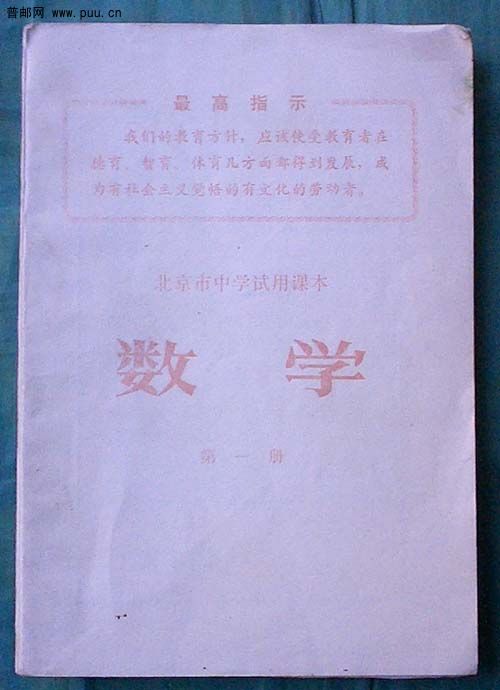 普邮网 www.puu.cn
最高指示
我们的教育方针，应该使受教育者在
德育、智育、体育几方面都得到发展，成
为有社会主义觉悟的有文化的劳动者。
北京市中学试用课本
数学
第一册